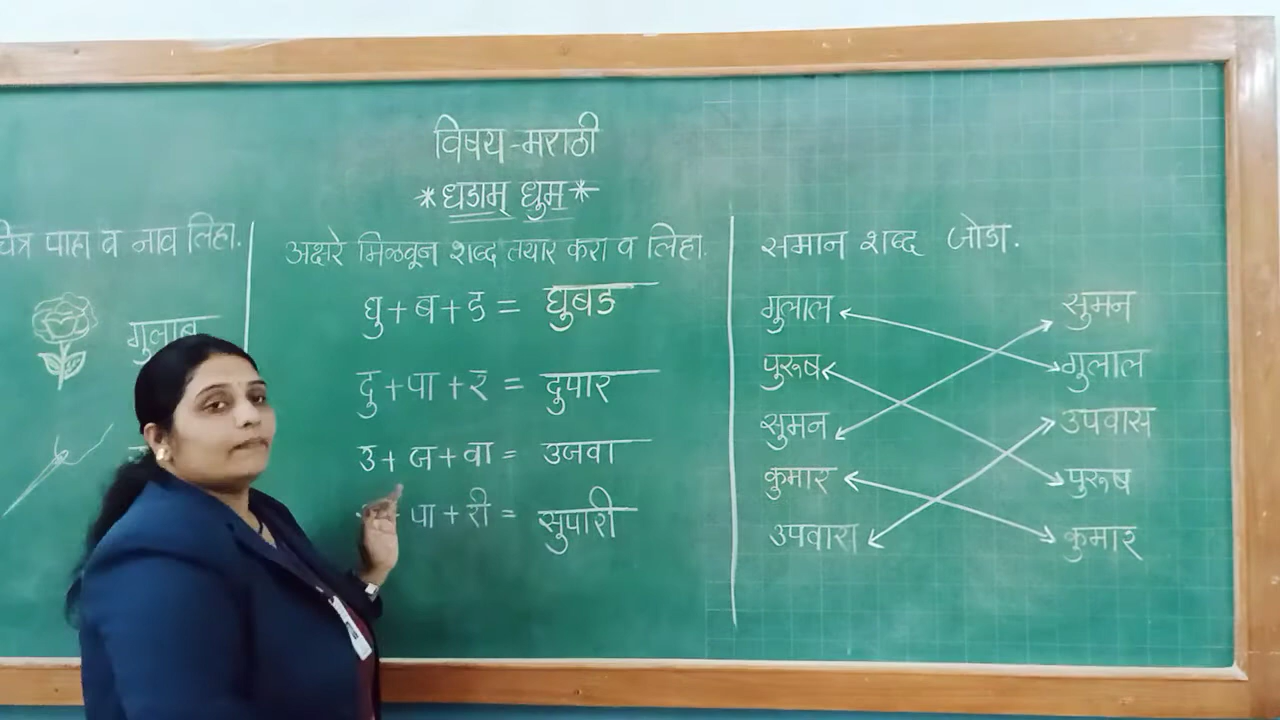 विषय-मराठी
*धडाम् धुम*
चित्र पाहा व नाव लिहा.
गुलाब
अक्षरे मिळवून शब्द तयार करा व लिहा.
घु+ब+ड = घुबड
दु+पा+र = दुपार
उ+ज+वा = उजवा
पा+री = सुपारी
समान शब्द जोडा.
गुलाल सुमन
पुरूष गुलाल
सुमन उपवास
कुमार पुरूष
उपवास कुमार